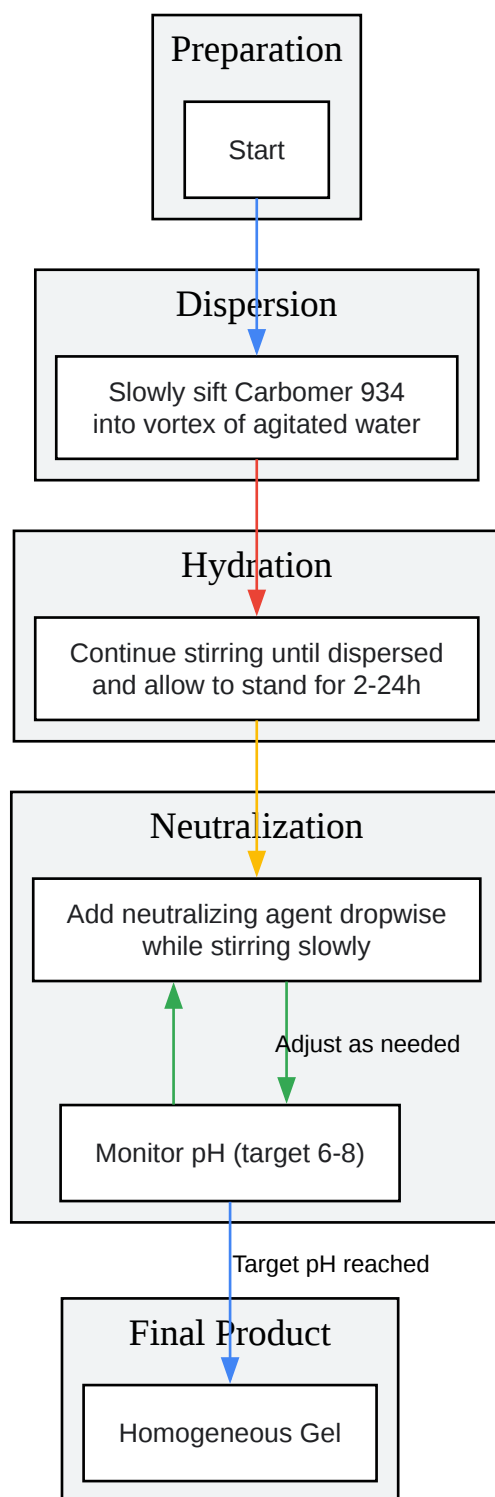 Preparation
Start
Dispersion
Slowly sift Carbomer 934
into vortex of agitated water
Hydration
Continue stirring until dispersed
and allow to stand for 2-24h
Neutralization
Add neutralizing agent dropwise
while stirring slowly
Adjust as needed
Monitor pH (target 6-8)
Target pH reached
Final Product
Homogeneous Gel